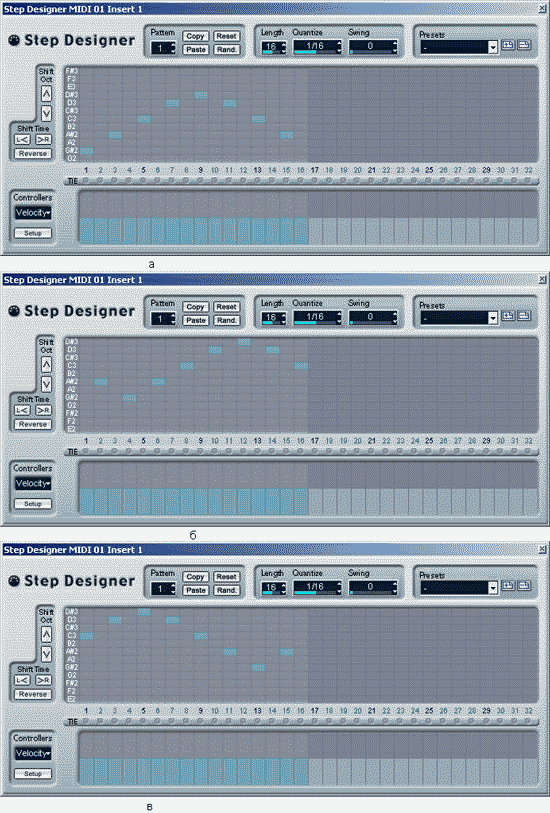 Step Designer MIDI 01 Insert 1
Step Designer
Pattern
1
Copy
Reset
Paste
Rand.
Length
16
Quantize
1/16
Swing
0
Presets
-
Shift
Oct
Shift Time
L<
>R
Reverse
F#3
F3
E3
D#3
D3
C#3
C3
B2
A#2
A2
G#2
G2
1 2 3 4 5 6 7 8 9 10 11 12 13 14 15 16 17 18 19 20 21 22 23 24 25 26 27 28 29 30 31 32
TIE
Controllers
Velocity
Setup
а
Step Designer MIDI 01 Insert 1
Step Designer
Pattern
1
Copy
Reset
Paste
Rand.
Length
16
Quantize
1/16
Swing
0
Presets
-
Shift
Oct
Shift Time
L<
>R
Reverse
D#3
D3
C#3
C3
B2
A#2
A2
G#2
G2
F#2
F2
E2
1 2 3 4 5 6 7 8 9 10 11 12 13 14 15 16 17 18 19 20 21 22 23 24 25 26 27 28 29 30 31 32
TIE
Controllers
Velocity
Setup
б
Step Designer MIDI 01 Insert 1
Step Designer
Pattern
1
Copy
Reset
Paste
Rand.
Length
16
Quantize
1/16
Swing
0
Presets
-
Shift
Oct
Shift Time
L<
>R
Reverse
D#3
D3
C#3
C3
B2
A#2
A2
G#2
G2
F#2
F2
E2
1 2 3 4 5 6 7 8 9 10 11 12 13 14 15 16 17 18 19 20 21 22 23 24 25 26 27 28 29 30 31 32
TIE
Controllers
Velocity
Setup
в